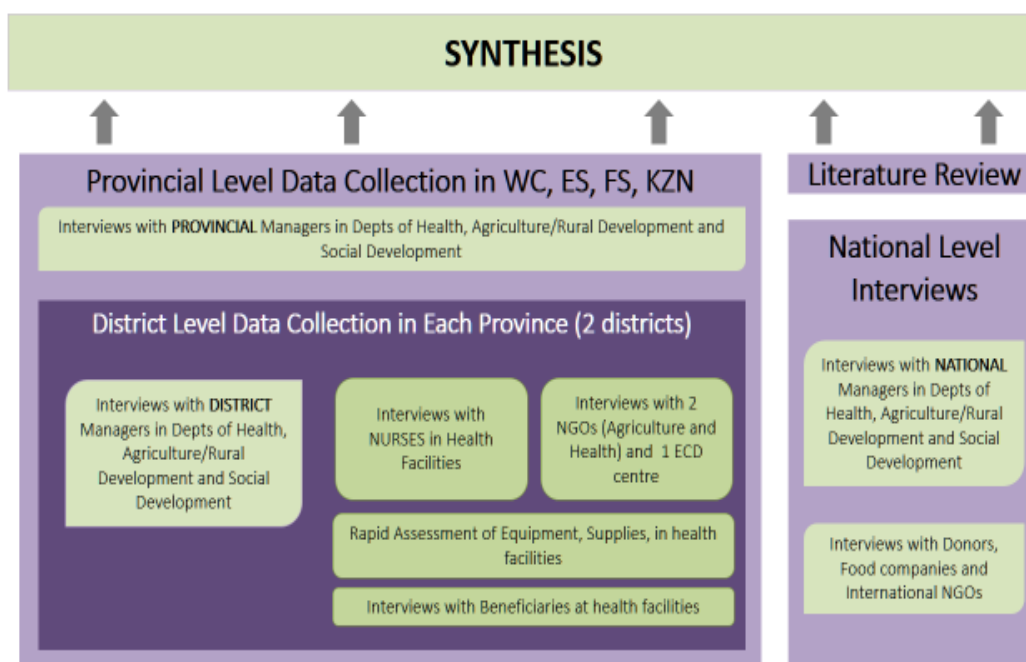 SYNTHESIS
Provincial Level Data Collection in WC, ES, FS, KZN
Interviews with PROVINCIAL Managers in Depts of Health, Agriculture/Rural Development and
Social Development
District Level Data Collection in Each Province (2 districts)
Interviews with DISTRICT
Managers in Depts of Health,
Agriculture/Rural
Development and Social
Development
Interviews with
NURSES in Health
Facilities
Interviews with 2
NGOs (Agriculture and
Health) and 1 ECD
centre
Rapid Assessment of Equipment, Supplies, in health
facilities
Interviews with Beneficiaries at health facilities
Literature Review
National Level
Interviews
Interviews with NATIONAL
Managers in Depts of
Health, Agriculture/Rural
Development and Social
Development
Interviews with Donors,
Food companies and
International NGOs